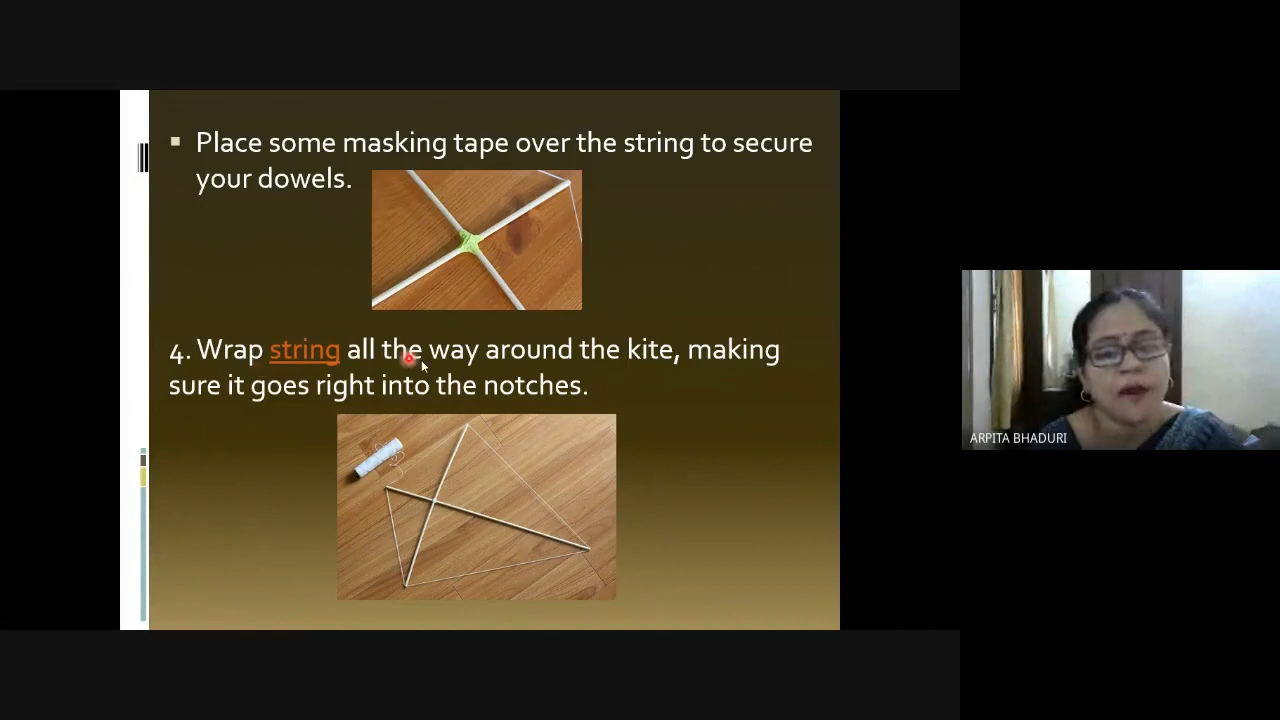 Place some masking tape over the string to secure
your dowels.
4. Wrap string all the way around the kite, making
sure it goes right into the notches.
ARPITA BHADURI